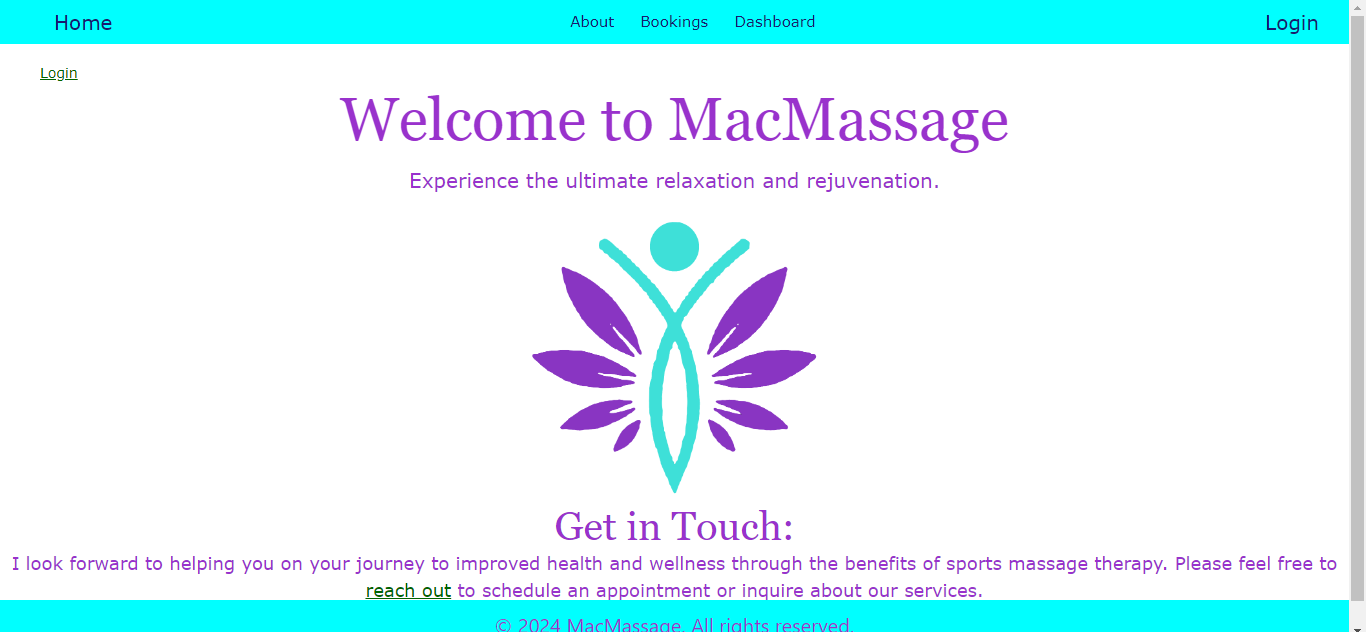 Home About Bookings Dashboard Login
Login
Welcome to MacMassage
Experience the ultimate relaxation and rejuvenation.
Get in Touch:
I look forward to helping you on your journey to improved health and wellness through the benefits of sports massage therapy. Please feel free to
reach out to schedule an appointment or inquire about our services.
© 2024 MacMassage. All rights reserved.